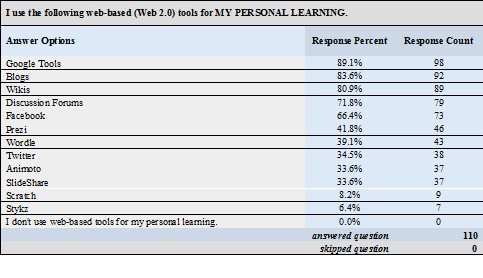 I use the following web-based (Web 2.0) tools for MY PERSONAL LEARNING.
Answer Options Response Percent Response Count
Google Tools 89.1% 98
Blogs 83.6% 92
Wikis 80.9% 89
Discussion Forums 71.8% 79
Facebook 66.4% 73
Prezi 41.8% 46
Wordle 39.1% 43
Twitter 34.5% 38
Animoto 33.6% 37
SlideShare 33.6% 37
Scratch 8.2% 9
Stykz 6.4% 7
I don't use web-based tools for my personal learning. 0.0% 0
answered question 110
skipped question 0